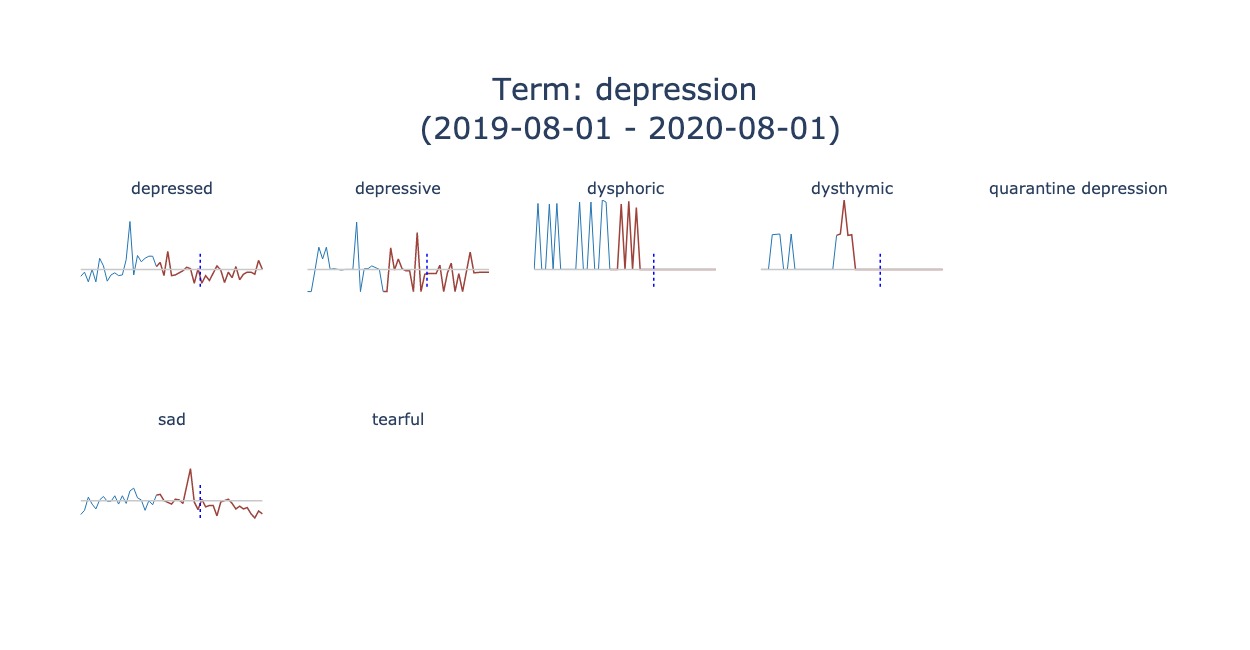 Term: depression
(2019-08-01 - 2020-08-01)
depressed
depressive
dysphoric
dysthymic
quarantine depression
sad
tearful